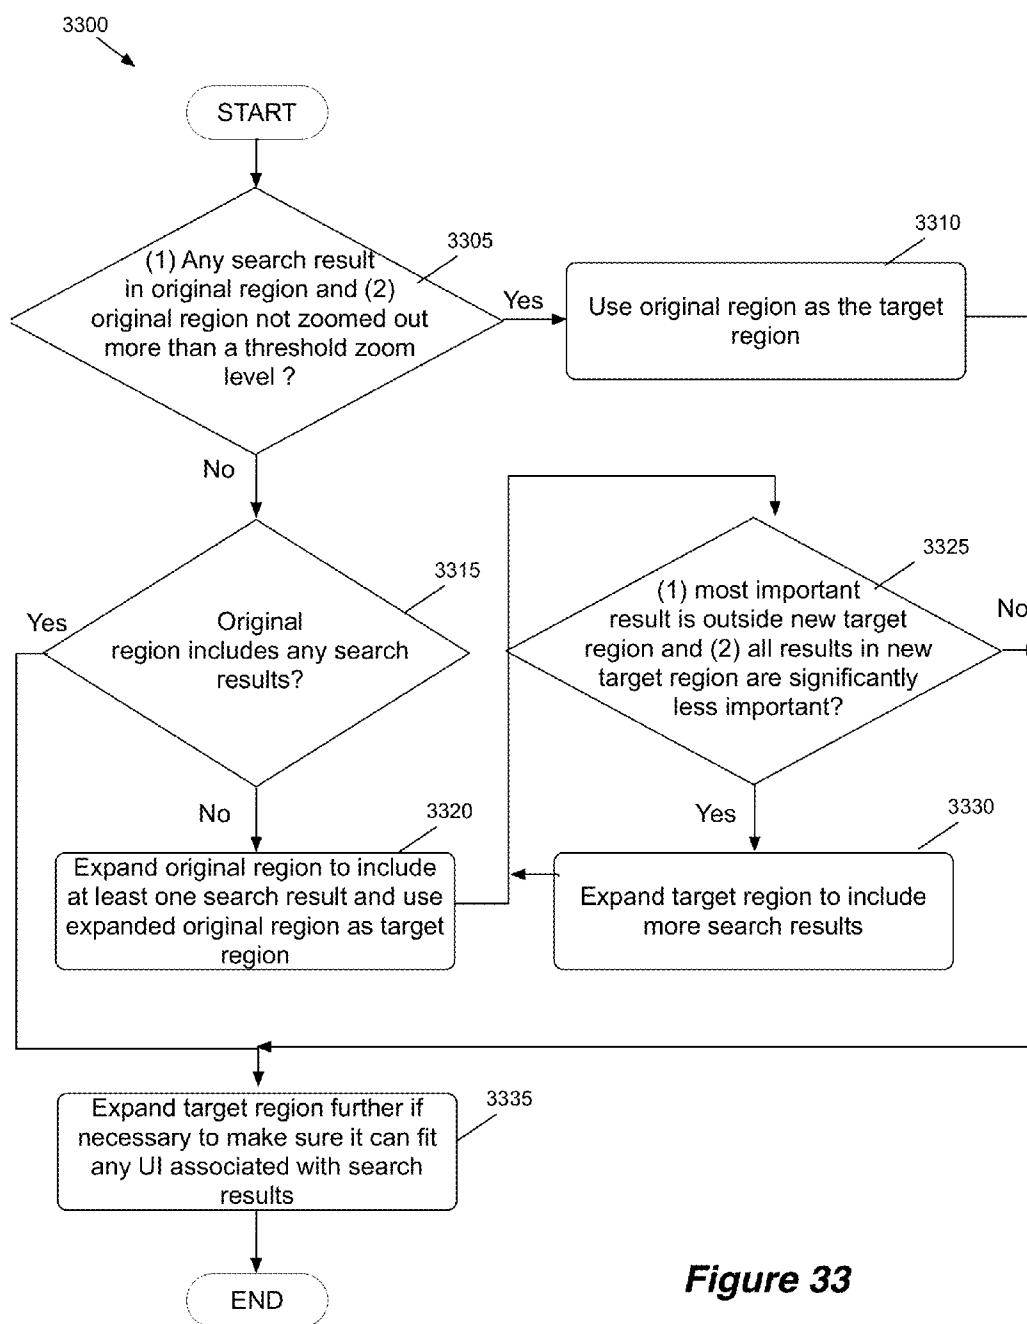 3300
START
(1) Any search result
in original region and (2)
original region not zoomed out
more than a threshold zoom
level ?
3305
Yes
3310
Use original region as the target
region
No
3315
Yes
Original
region includes any search
results?
3325
(1) most important
result is outside new target
region and (2) all results in new
target region are significantly
less important?
No
No
3320
Expand original region to include
at least one search result and use
expanded original region as target
region
Yes
3330
Expand target region to include
more search results
3335
Expand target region further if
necessary to make sure it can fit
any UI associated with search
results
END
Figure 33